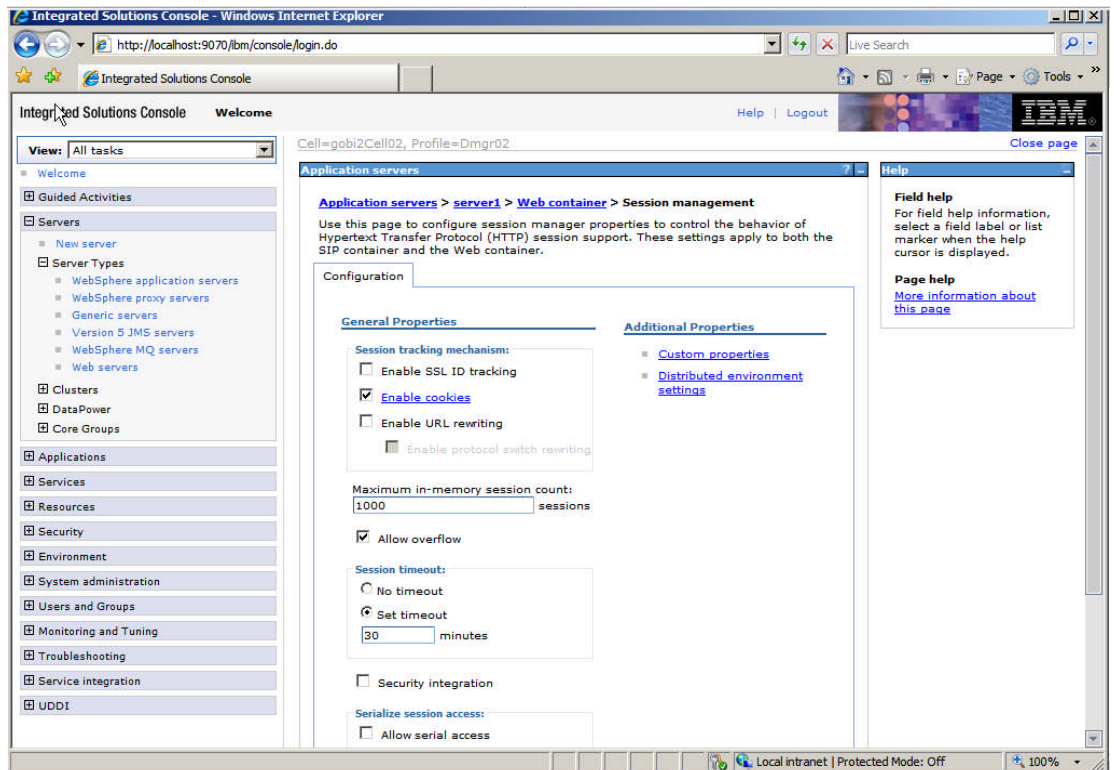 Integrated Solutions Console - Windows Internet Explorer
http://localhost:9070/ibm/console/login.do
Live Search
Integrated Solutions Console
Page
Tools
Integrated Solutions Console Welcome
Help | Logout
IBM
View: All tasks
Welcome
Guided Activities
Servers
New server
Server Types
WebSphere application servers
WebSphere proxy servers
Generic servers
Version 5 JMS servers
WebSphere MQ servers
Web servers
Clusters
DataPower
Core Groups
Applications
Services
Resources
Security
Environment
System administration
Users and Groups
Monitoring and Tuning
Troubleshooting
Service integration
UDDI
Cell=gobi2Cell02, Profile=Dmgr02
Close page
Application servers
Application servers > server1 > Web container > Session management
Use this page to configure session manager properties to control the behavior of
Hypertext Transfer Protocol (HTTP) session support. These settings apply to both the
SIP container and the Web container.
Configuration
General Properties
Session tracking mechanism:
Enable SSL ID tracking
Enable cookies
Enable URL rewriting
Enable protocol switch rewriting
Maximum in-memory session count:
1000 sessions
Allow overflow
Session timeout:
No timeout
Set timeout
30 minutes
Security integration
Serialize session access:
Allow serial access
Additional Properties
Custom properties
Distributed environment
settings
Help
Field help
For field help information,
select a field label or list
marker when the help
cursor is displayed.
Page help
More information about
this page
Local intranet | Protected Mode: Off
100%